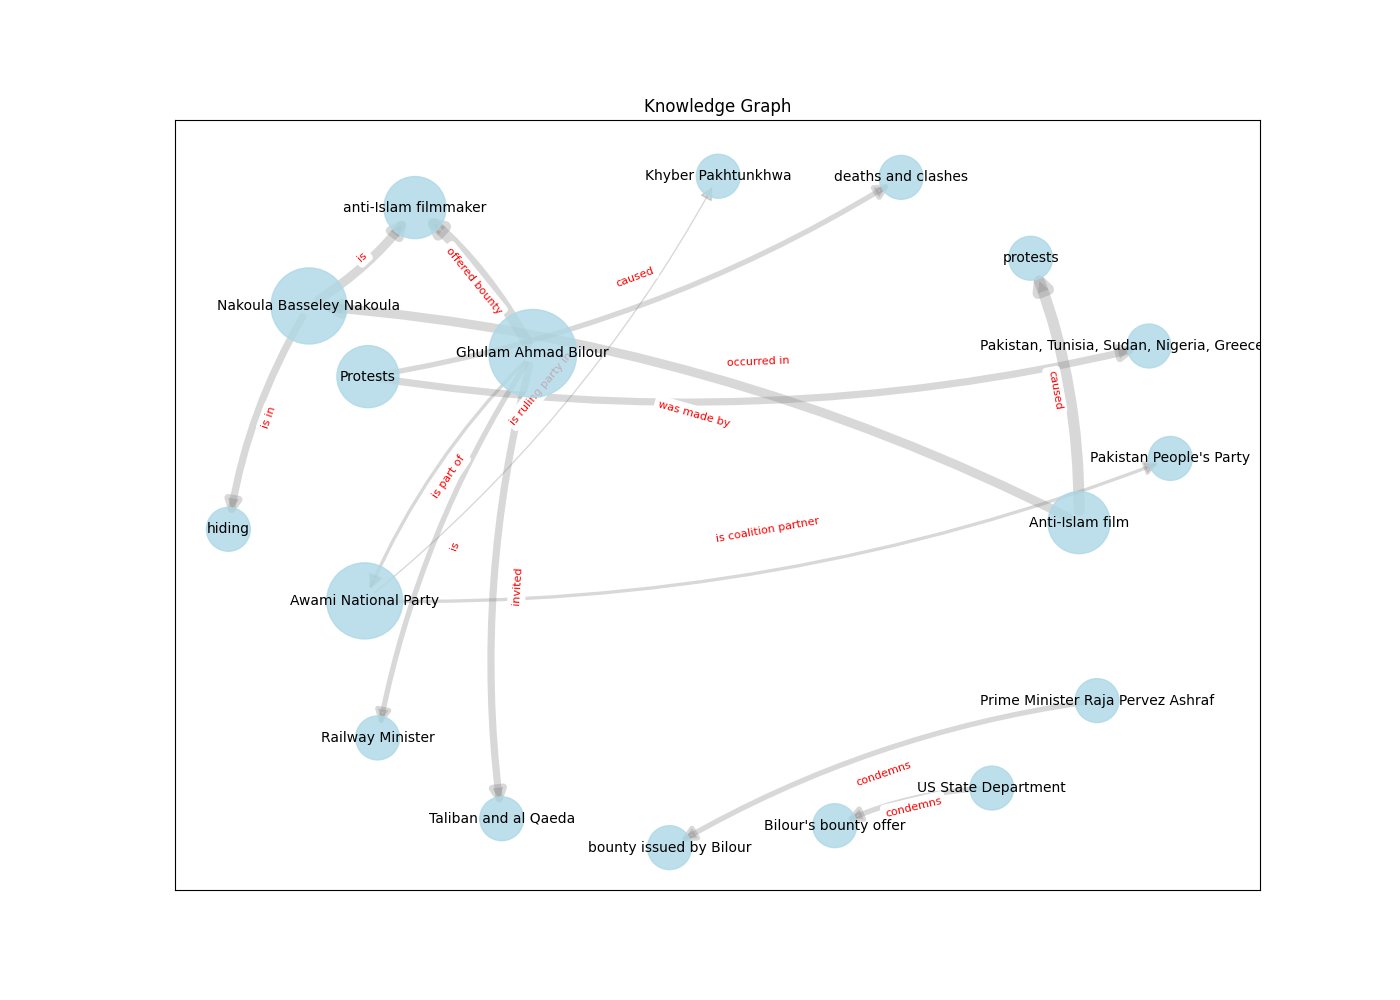 Knowledge Graph
Khyber Pakhtunkhwa
deaths and clashes
anti-Islam filmmaker
is
offered bounty
protests
caused
Nakoula Basseley Nakoula
Ghulam Ahmad Bilour
Pakistan, Tunisia, Sudan, Nigeria, Greece
occurred in
Protests
is ruling party
caused
was made by
is in
Pakistan People's Party
is part of
hiding
Anti-Islam film
is coalition partner
is
invited
Awami National Party
Prime Minister Raja Pervez Ashraf
Railway Minister
condemns
US State Department
condemns
Taliban and al Qaeda
Bilour's bounty offer
bounty issued by Bilour